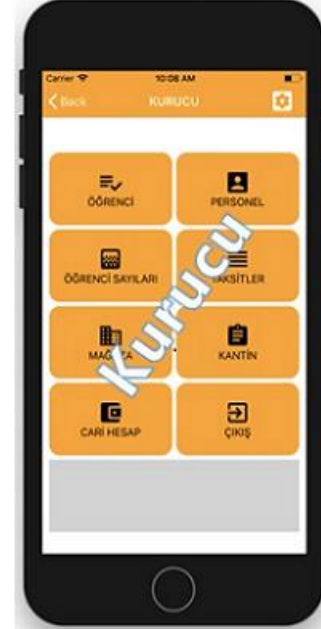 Carrier 10:08 AM
Back KURUCU
ÖĞRENCİ PERSONEL
ÖĞRENCİ SAYILARI TAKSİTLER
MAĞAZA KANTİN
CARİ HESAP ÇIKIŞ
Kurucu